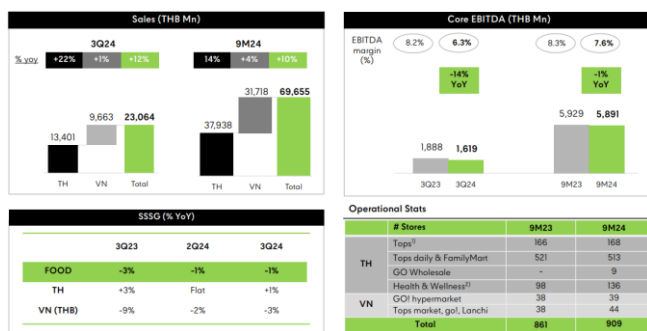 Sales (THB Mn)
3Q24
9M24
% yoy
+22%
+1%
+12%
14%
+4%
+10%
13,401
9,663
23,064
37,938
31,718
69,655
TH
VN
Total
TH
VN
Total
Core EBITDA (THB Mn)
EBITDA
margin
(%)
8.2%
6.3%
8.3%
7.6%
-14%
YoY
-1%
YoY
1,888
1,619
5,929
5,891
3Q23
3Q24
9M23
9M24
SSSG (% YoY)
3Q23 2Q24 3Q24
FOOD -3% -1% -1%
TH +3% Flat +1%
VN (THB) -9% -2% -3%
Operational Stats
# Stores 9M23 9M24
TH
Tops¹⁾ 166 168
Tops daily & FamilyMart 521 513
GO Wholesale - 9
Health & Wellness²⁾ 98 136
VN
GO! hypermarket 38 39
Tops market, go!, Lanchi 38 44
Total 861 909